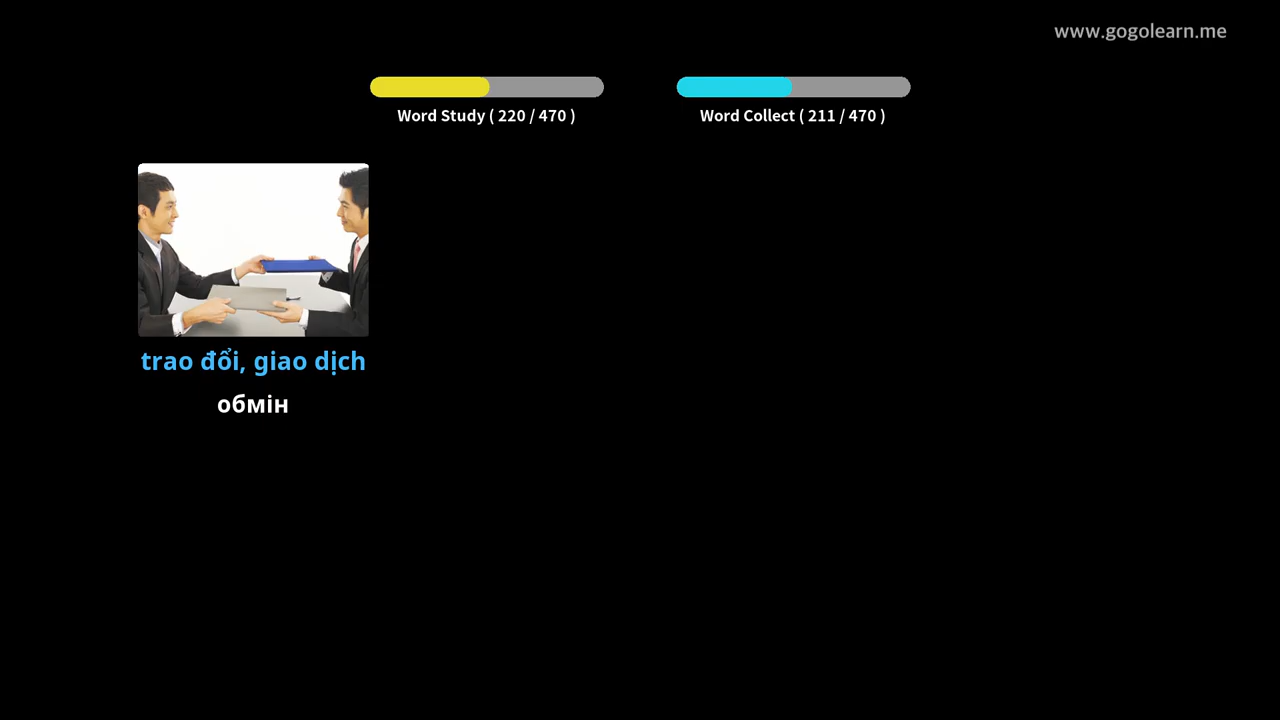 www.gogolearn.me
Word Study ( 220 / 470 )
Word Collect ( 211 / 470 )
trao đổi, giao dịch
обмін